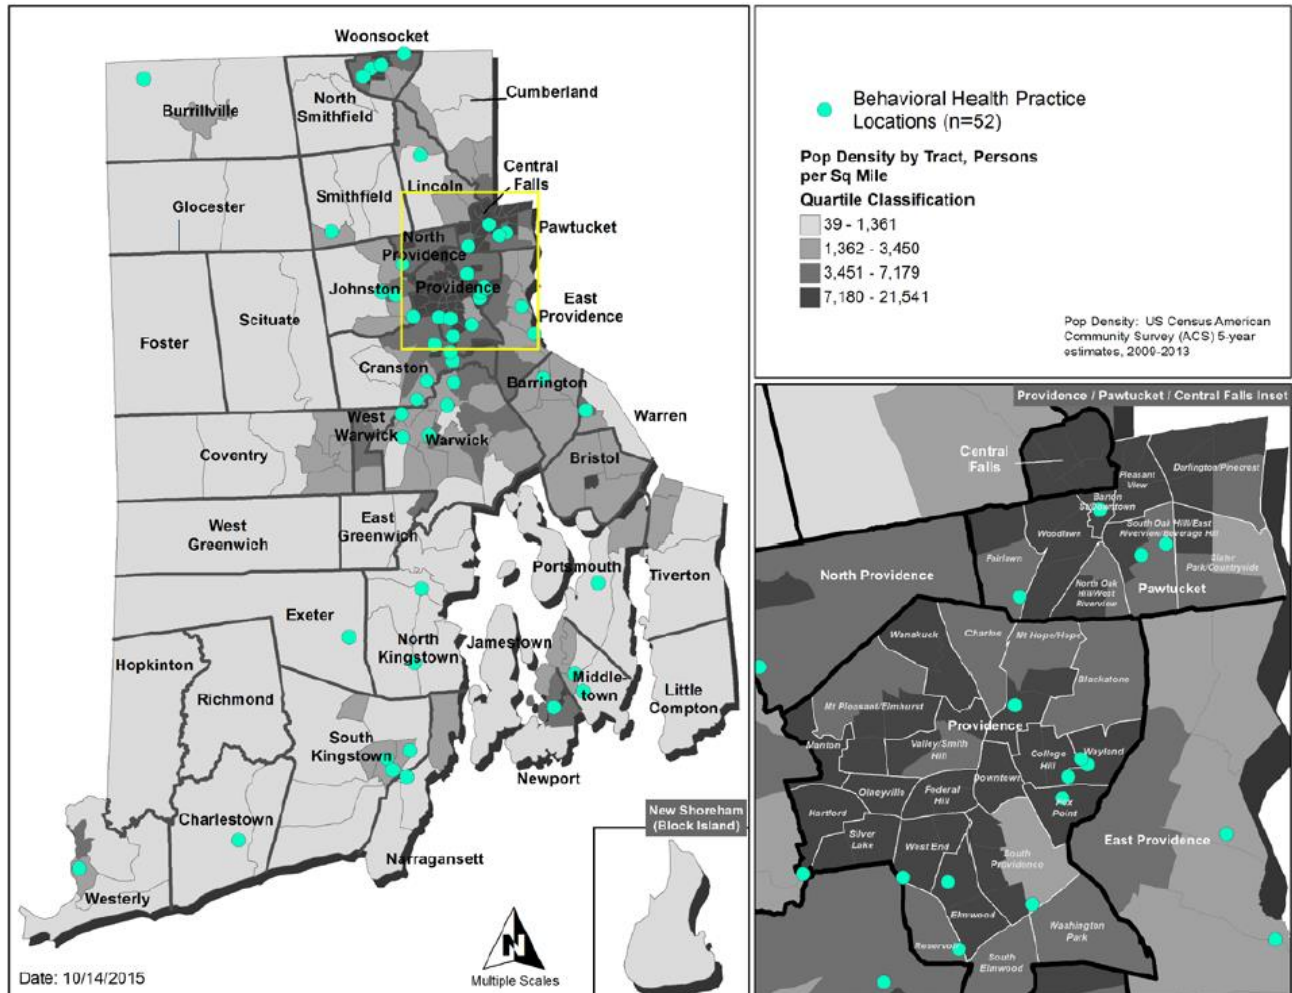 Woonsocket
Cumberland
Burrillville
North
Smithfield
Central
Falls
Lincoln
Smithfield
Glocester
Pawtucket
North
Providence
Providence
Johnston
East
Providence
Scituate
Foster
Cranston
Barrington
Warren
West
Warwick
Warwick
Coventry
Bristol
West
Greenwich
East
Greenwich
Portsmouth
Tiverton
Exeter
Jamestown
North
Kingstown
Hopkinton
Middle-
town
Richmond
Little
Compton
South
Kingstown
Newport
Charlestown
Narragansett
Westerly
New Shoreham
(Block Island)
N
Multiple Scales
Date: 10/14/2015
Behavioral Health Practice
Locations (n=52)
Pop Density by Tract, Persons
per Sq Mile
Quartile Classification
39 - 1,361
1,362 - 3,450
3,451 - 7,179
7,180 - 21,541
Pop Density: US Census American
Community Survey (ACS) 5-year
estimates, 2009-2013
Providence / Pawtucket / Central Falls Inset
Central
Falls
Darlington/Pinecrest
Pleasant
View
South Oak Hill/East
Riverview/Beverage Hill
Woodlawn
Fairlawn
Slater
Park/Countryside
North Providence
North Oak
Hill/West
Riverview
Pawtucket
Wanskuck
Charles
Mt Hope/Hope
Blackstone
Mt Pleasant/Elmhurst
Providence
Manton
Valley/Smith
Hill
College
Hill
Wayland
Downtown
Olneyville
Federal
Hill
Hartford
Fox
Point
Silver
Lake
West End
South
Providence
East Providence
Elmwood
Washington
Park
Reservoir
South
Elmwood